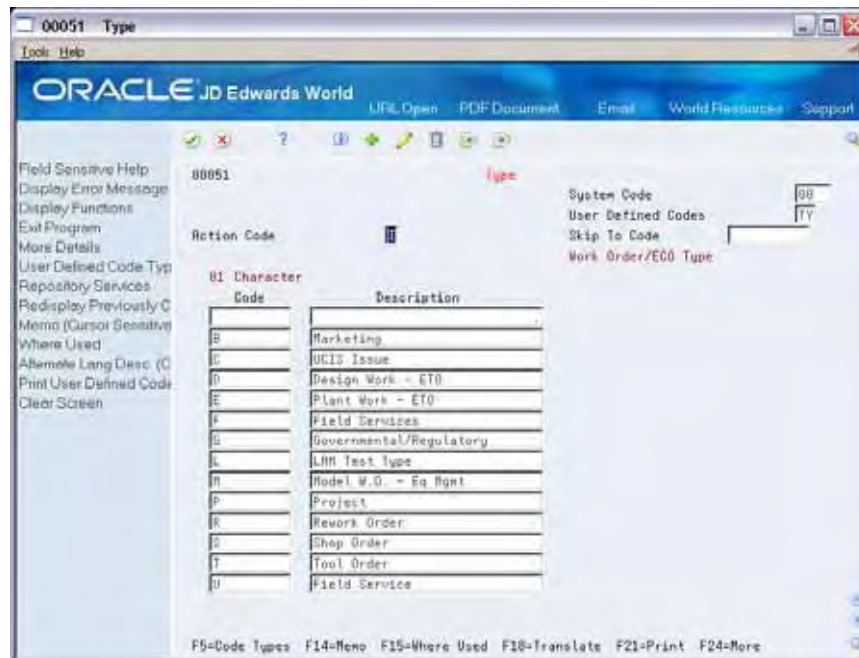 00051 Type
Tools Help
ORACLE JD Edwards World
URL Open PDF Document Email World Resources Support
Field Sensitive Help
Display Error Message
Display Functions
Exit Program
More Details
User Defined Code Typ
Repository Services
Redisplay Previously C
Memo (Cursor Sensitive
Where Used
Alternate Lang Desc. (C
Print User Defined Code
Clear Screen
00051 Type
System Code 00
User Defined Codes TY
Action Code I Skip To Code
Work Order/ECO Type
01 Character
Code Description
B Marketing
C UCIS Issue
D Design Work - ETO
E Plant Work - ETO
F Field Services
G Governmental/Regulatory
L LAM Test Type
M Model W.O. - Eq Mgmt
P Project
R Rework Order
S Shop Order
T Tool Order
U Field Service
F5=Code Types F14=Memo F15=Where Used F18=Translate F21=Print F24=More